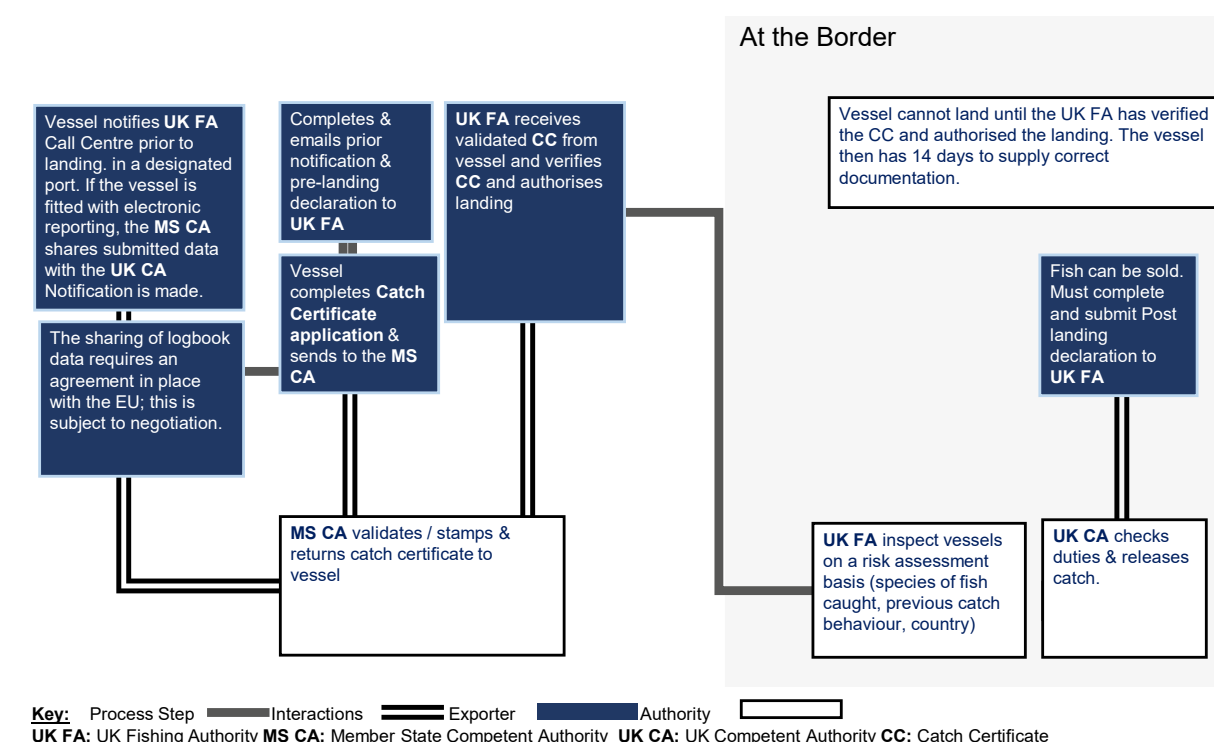 At the Border
Vessel notifies UK FA
Call Centre prior to
landing. in a designated
port. If the vessel is
fitted with electronic
reporting, the MS CA
shares submitted data
with the UK CA
Notification is made.
The sharing of logbook
data requires an
agreement in place
with the EU; this is
subject to negotiation.
Completes &
emails prior
notification &
pre-landing
declaration to
UK FA
Vessel
completes Catch
Certificate
application &
sends to the MS
CA
UK FA receives
validated CC from
vessel and verifies
CC and authorises
landing
MS CA validates / stamps &
returns catch certificate to
vessel
Vessel cannot land until the UK FA has verified
the CC and authorised the landing. The vessel
then has 14 days to supply correct
documentation.
Fish can be sold.
Must complete
and submit Post
landing
declaration to
UK FA
UK FA inspect vessels
on a risk assessment
basis (species of fish
caught, previous catch
behaviour, country)
UK CA checks
duties & releases
catch.
Key: Process Step Interactions Exporter Authority
UK FA: UK Fishing Authority MS CA: Member State Competent Authority UK CA: UK Competent Authority CC: Catch Certificate